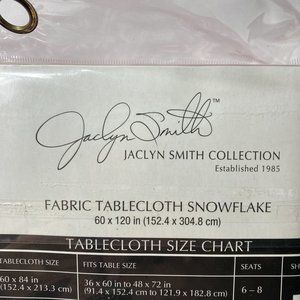 Jaclyn Smith™
JACLYN SMITH COLLECTION
Established 1985
FABRIC TABLECLOTH SNOWFLAKE
60 x 120 in (152.4 x 304.8 cm)
TABLECLOTH SIZE CHART
TABLECLOTH SIZE FITS TABLE SIZE SEATS
60 x 84 in 36 x 60 in to 48 x 72 in 6 – 8
(152.4 x 213.3 cm) (91.4 x 152.4 cm to 121.9 x 182.8 cm)